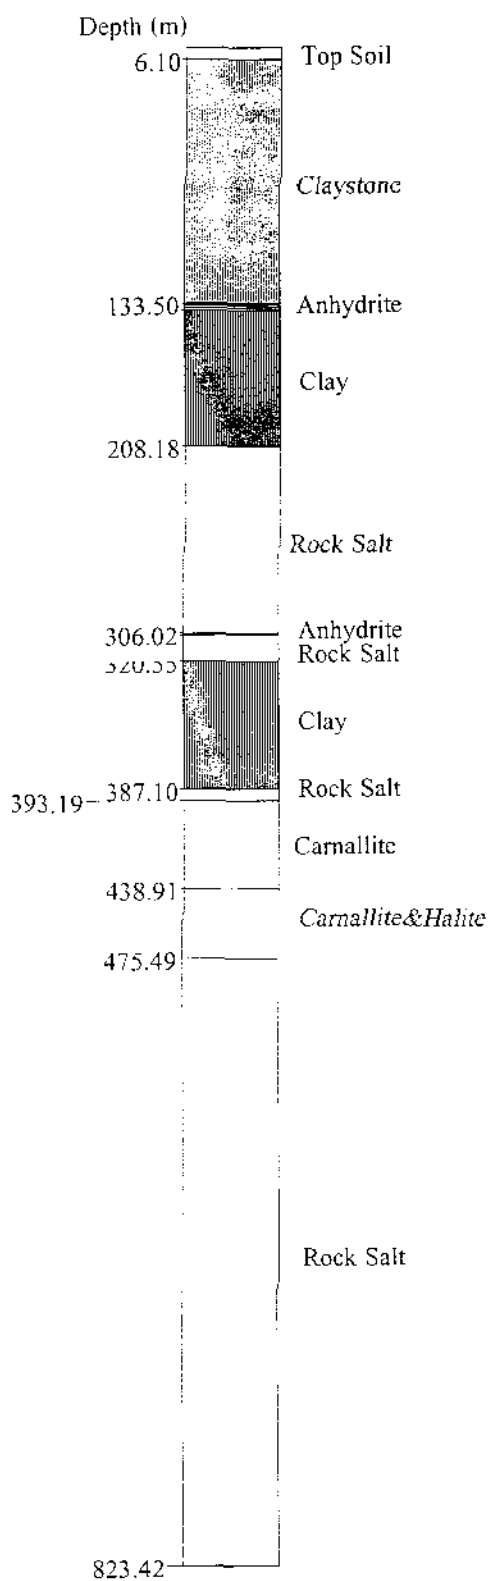 Depth (m)
6.10
Top Soil
Claystone
133.50
Anhydrite
Clay
208.18
Rock Salt
306.02
Anhydrite
Rock Salt
Clay
387.10
Rock Salt
393.19
Carnallite
438.91
Carnallite&Halite
475.49
Rock Salt
823.42